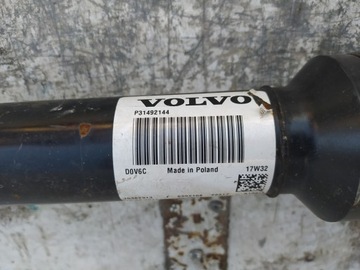 VOLVO
P31492144
D0V6C Made in Poland 17W32